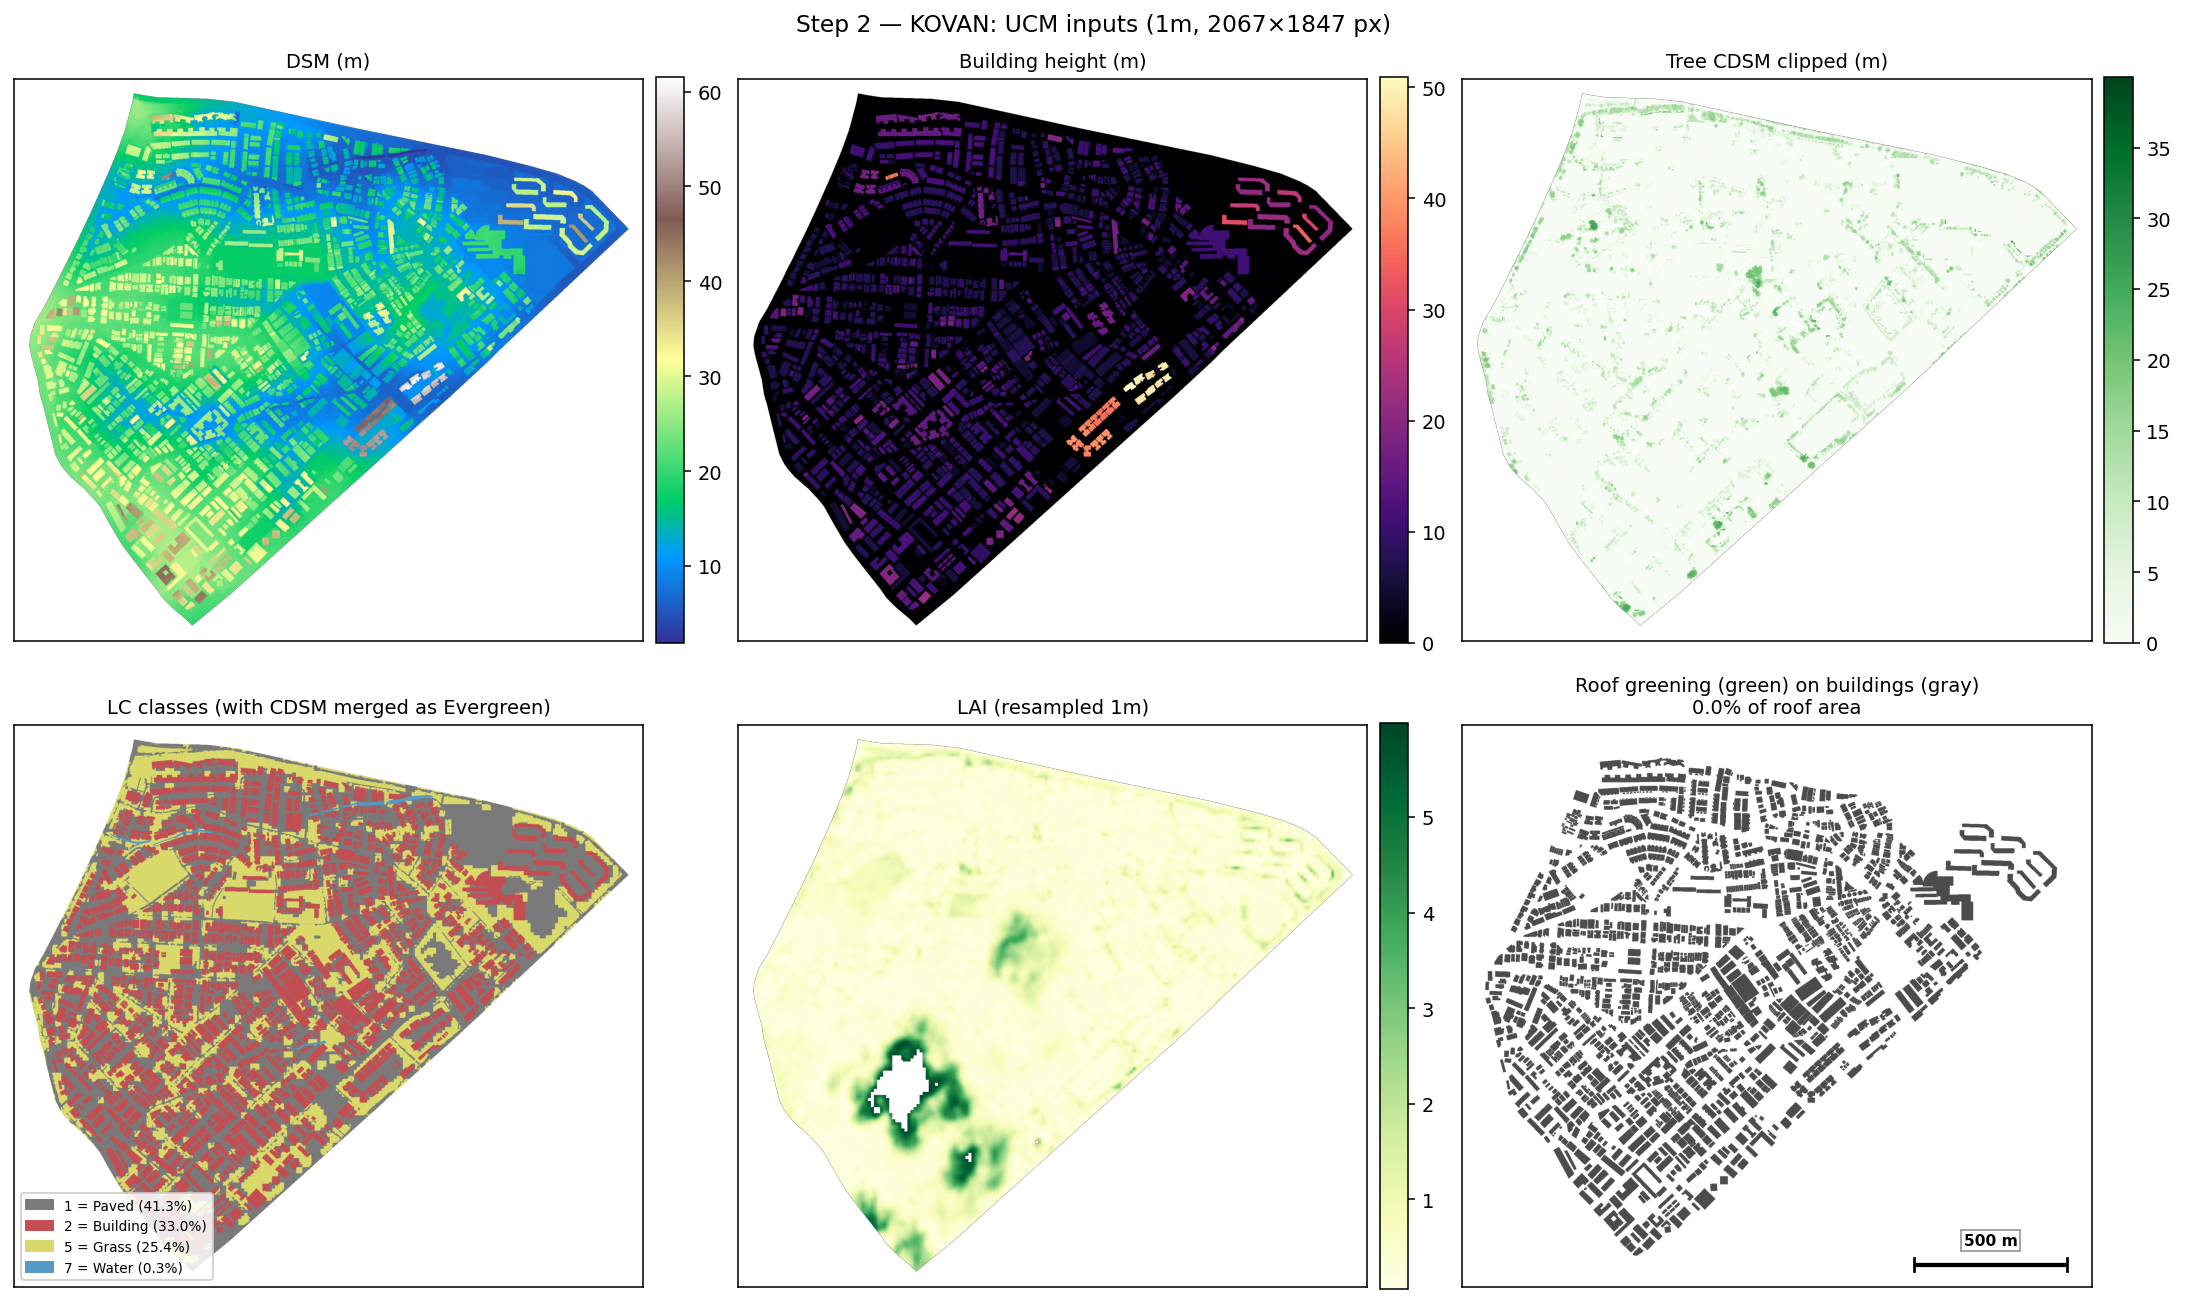 Step 2 — KOVAN: UCM inputs (1m, 2067×1847 px)
DSM (m)
60
50
40
30
20
10
Building height (m)
50
40
30
20
10
0
Tree CDSM clipped (m)
35
30
25
20
15
10
5
0
LC classes (with CDSM merged as Evergreen)
1 = Paved (41.3%)
2 = Building (33.0%)
5 = Grass (25.4%)
7 = Water (0.3%)
LAI (resampled 1m)
5
4
3
2
1
Roof greening (green) on buildings (gray)
0.0% of roof area
500 m